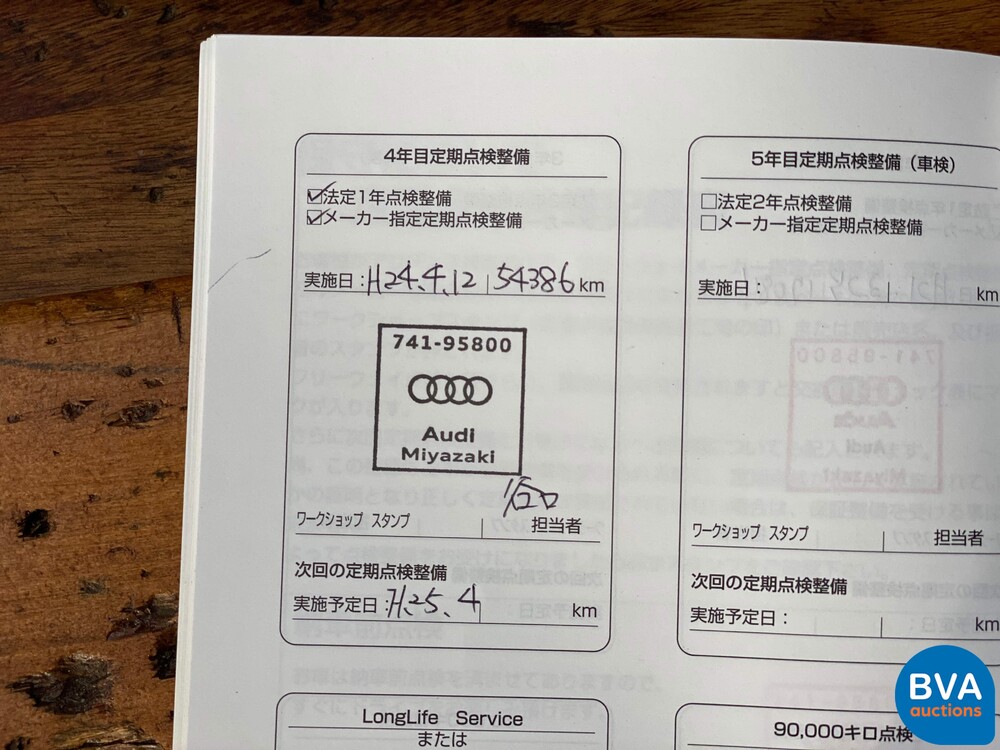 4年目定期点検整備
法定1年点検整備
メーカー指定定期点検整備
実施日:H24.4.12 54386 km
741-95800
Audi
Miyazaki
ワークショップ スタンプ 担当者
次回の定期点検整備
実施予定日:H.25.4 km
LongLife Service
または
5年目定期点検整備(車検)
法定2年点検整備
メーカー指定定期点検整備
実施日: km
ワークショップ スタンプ 担当者
次回の定期点検整備
実施予定日: km
90,000キロ点検
BVA
auctions